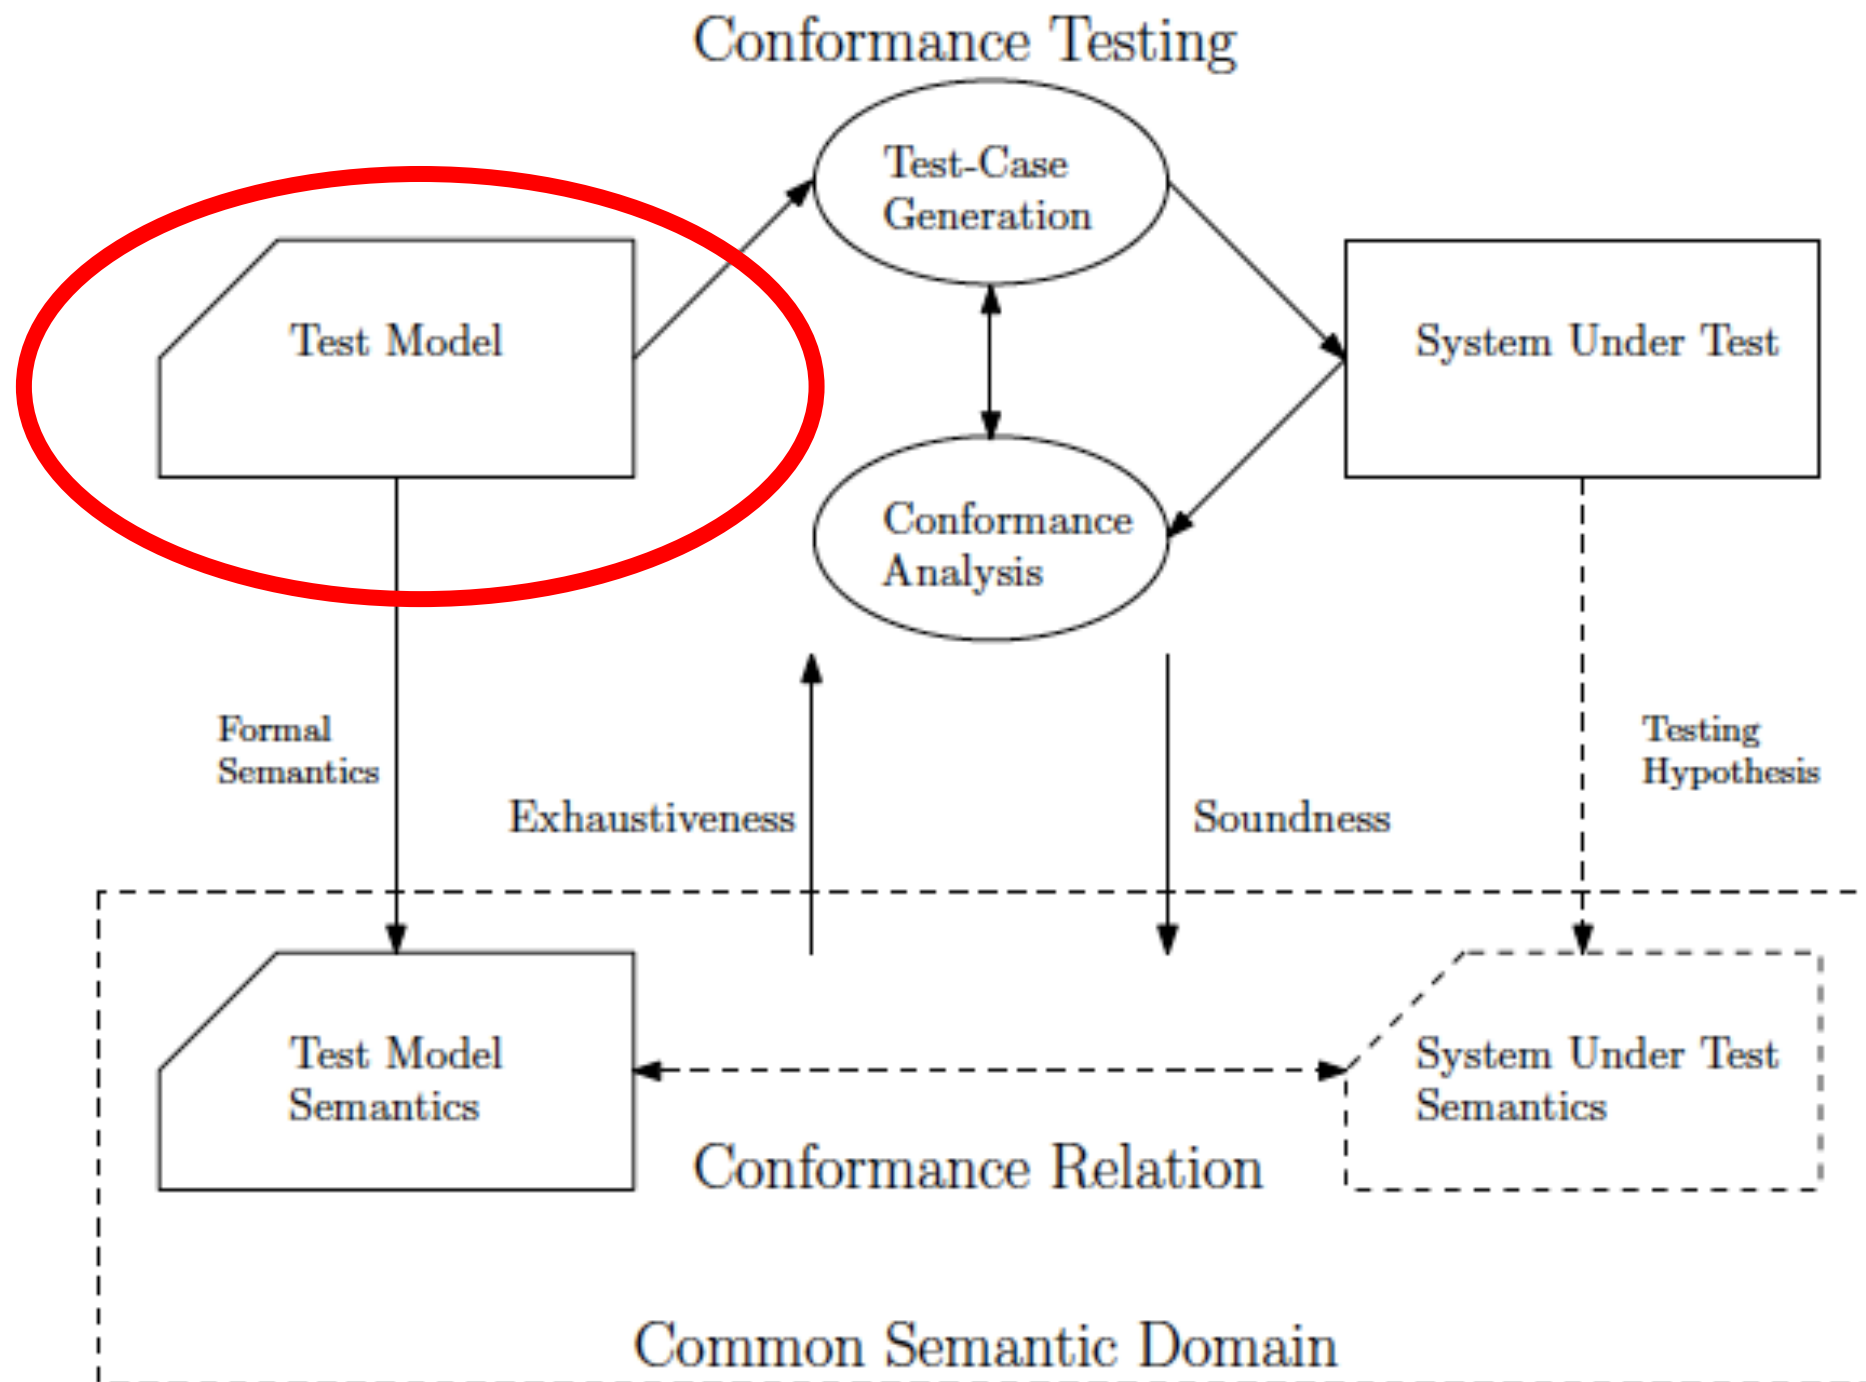 Conformance Testing
Test-Case
Generation
Test Model
System Under Test
Conformance
Analysis
Formal
Semantics
Testing
Hypothesis
Exhaustiveness
Soundness
Test Model
Semantics
System Under Test
Semantics
Conformance Relation
Common Semantic Domain